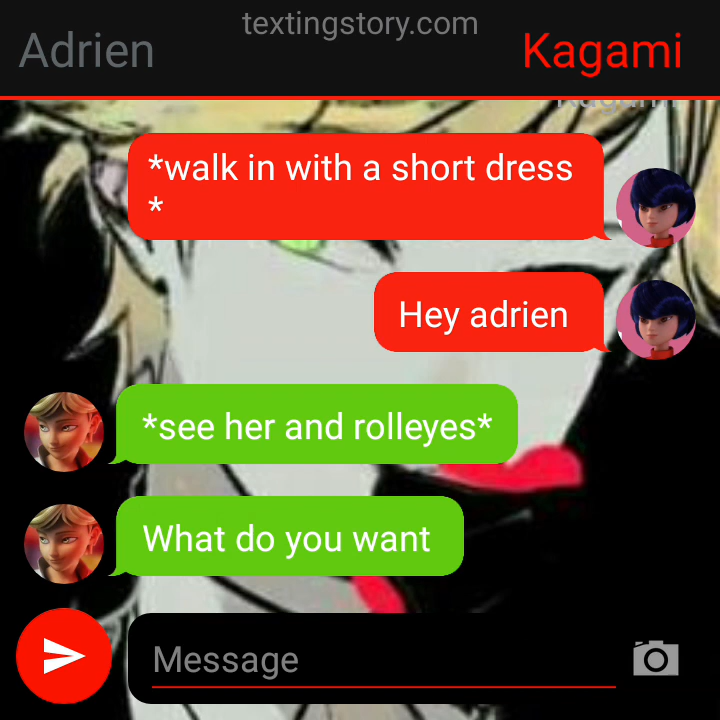 textingstory.com
Adrien
Kagami
Kagami
*walk in with a short dress
*
Hey adrien
*see her and rolleyes*
What do you want
Message